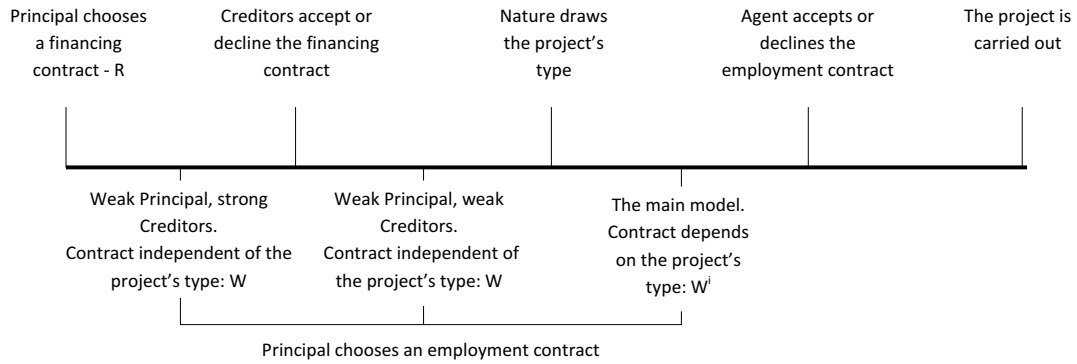 Principal chooses
a financing
contract - R
Creditors accept or
decline the financing
contract
Nature draws
the project’s
type
Agent accepts or
declines the
employment contract
The project is
carried out
Weak Principal, strong
Creditors.
Contract independent of the
project’s type: W
Weak Principal, weak
Creditors.
Contract independent of
the project’s type: W
The main model.
Contract depends
on the project’s
type: Wⁱ
Principal chooses an employment contract